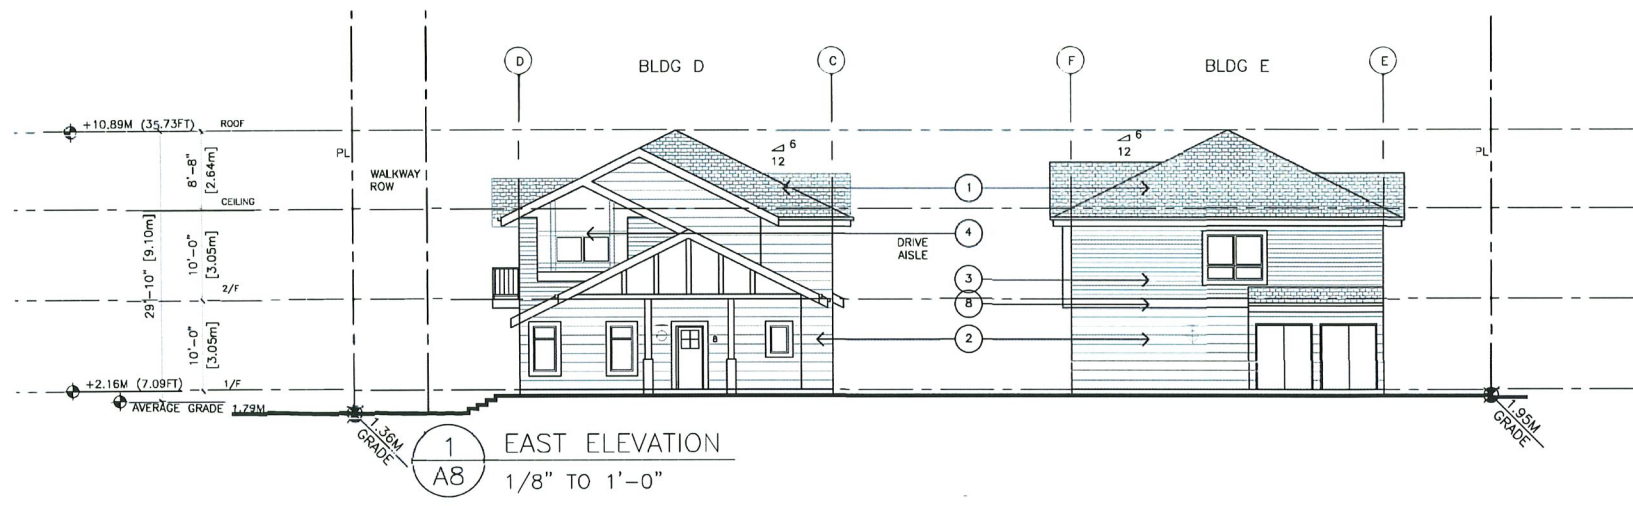 D
BLDG D
C
F
BLDG E
E
+10.89M (35.73FT)
ROOF
PL
WALKWAY
ROW
6
12
6
12
PL
8'-8"
[2.64m]
1
CEILING
29'-10" [9.10m]
10'-0"
[3.05m]
4
DRIVE
AISLE
3
2/F
8
10'-0"
[3.05m]
8
2
+2.16M (7.09FT)
1/F
AVERAGE GRADE 1.79M
1.36M
GRADE
1.95M
GRADE
1
A8
EAST ELEVATION
1/8" TO 1'-0"